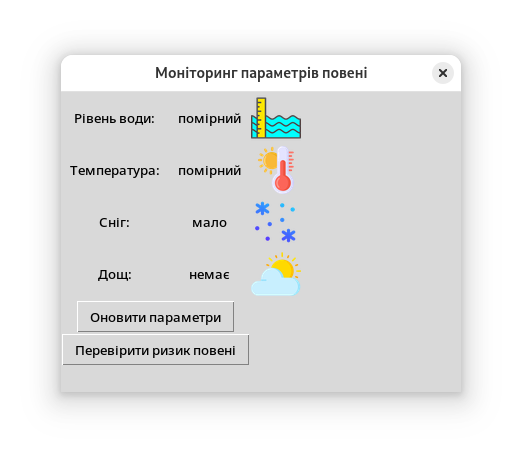 Моніторинг параметрів повені
Рівень води: помірний
Температура: помірний
Сніг: мало
Дощ: немає
Оновити параметри
Перевірити ризик повені